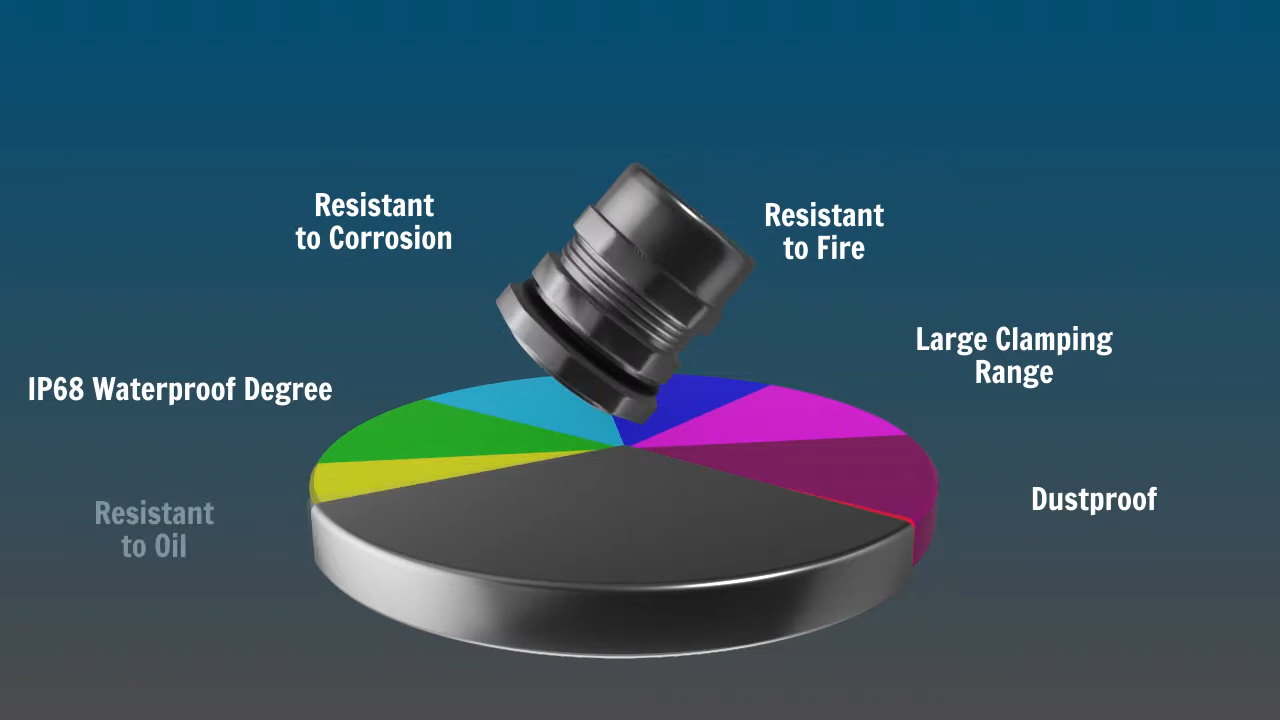 Resistant
to Corrosion
Resistant
to Fire
Large Clamping
Range
IP68 Waterproof Degree
Dustproof
Resistant
to Oil